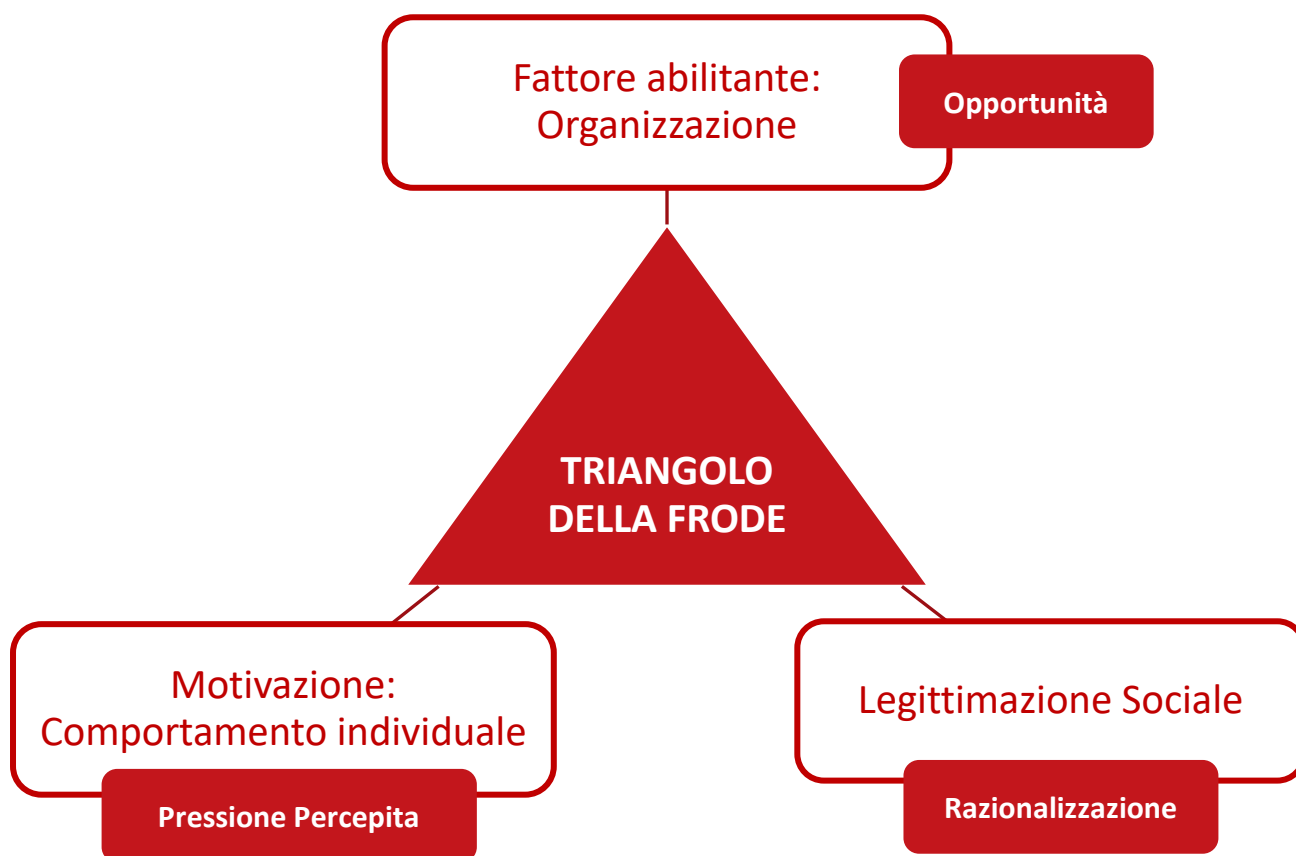 Fattore abilitante:
Organizzazione
Opportunità
TRIANGOLO
DELLA FRODE
Motivazione:
Comportamento individuale
Pressione Percepita
Legittimazione Sociale
Razionalizzazione